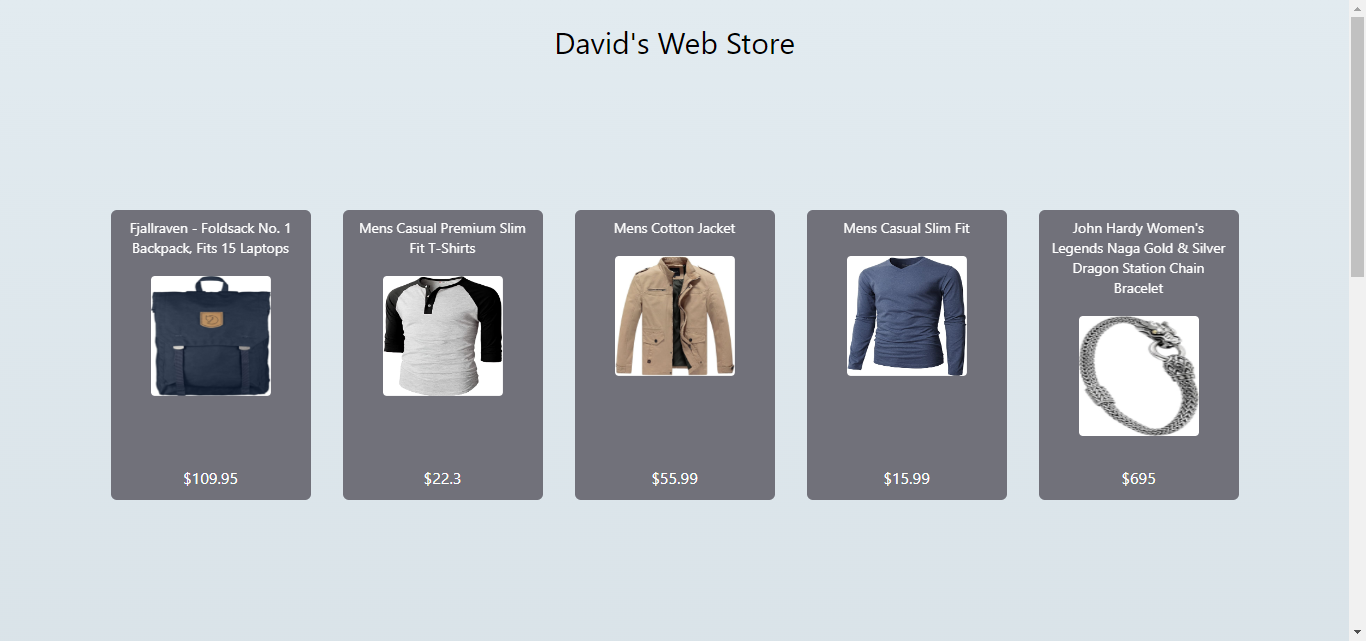 David's Web Store
Fjallraven - Foldsack No. 1
Backpack, Fits 15 Laptops
$109.95
Mens Casual Premium Slim
Fit T-Shirts
$22.3
Mens Cotton Jacket
$55.99
Mens Casual Slim Fit
$15.99
John Hardy Women's
Legends Naga Gold & Silver
Dragon Station Chain
Bracelet
$695